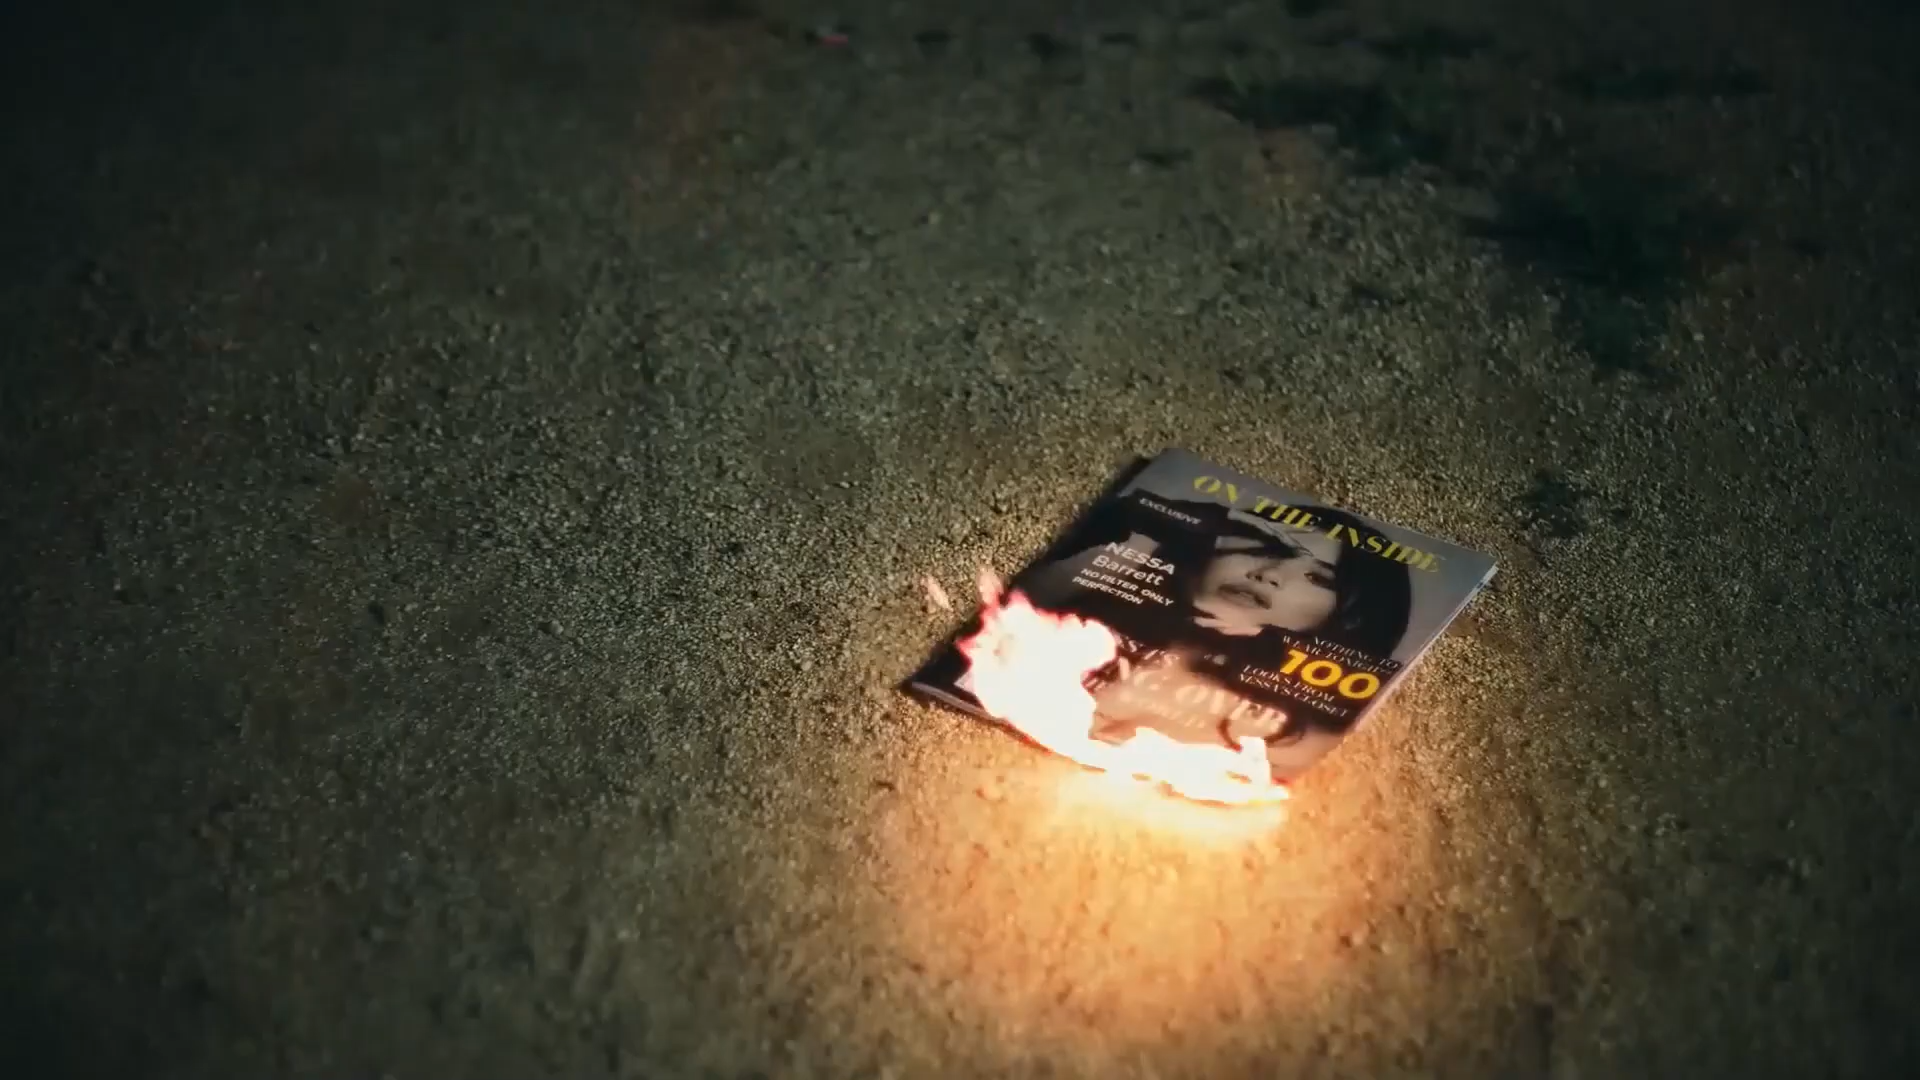 ON THE INSIDE
EXCLUSIVE
NESSA
Barrett
NO FILTER ONLY
PERFECTION
NOTHING TO
WEAR TONIGHT
100
LOOKS FROM
NESSA'S CLOSET
OVER